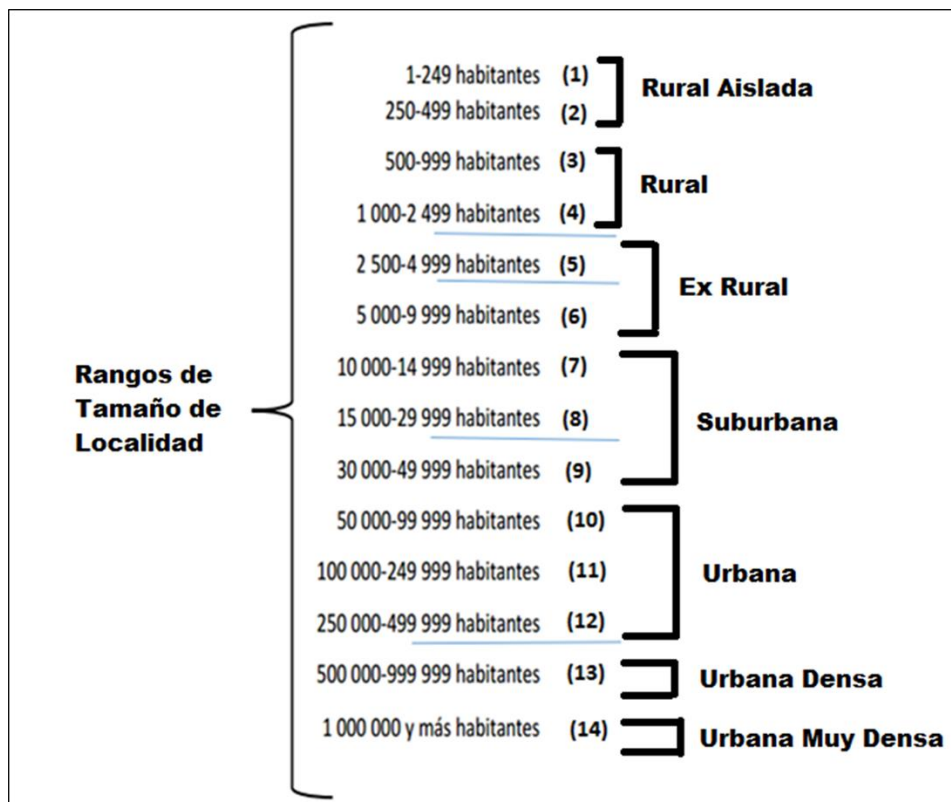 1-249 habitantes (1)
Rural Aislada
250-499 habitantes (2)
500-999 habitantes (3)
Rural
1 000-2 499 habitantes (4)
2 500-4 999 habitantes (5)
Ex Rural
5 000-9 999 habitantes (6)
Rangos de
Tamaño de
Localidad
10 000-14 999 habitantes (7)
15 000-29 999 habitantes (8)
Suburbana
30 000-49 999 habitantes (9)
50 000-99 999 habitantes (10)
100 000-249 999 habitantes (11)
Urbana
250 000-499 999 habitantes (12)
500 000-999 999 habitantes (13)
Urbana Densa
1 000 000 y más habitantes (14)
Urbana Muy Densa